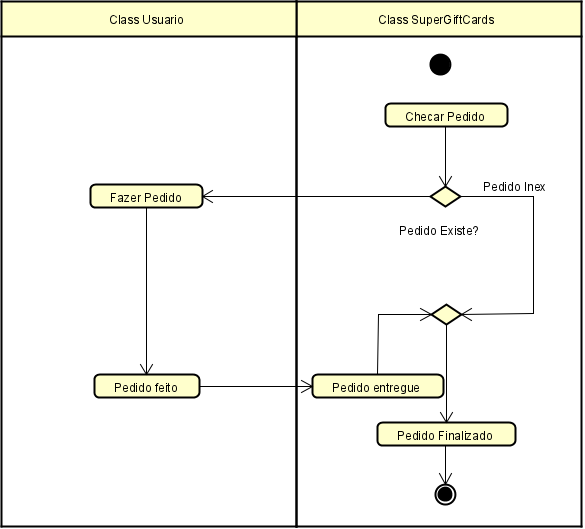 Class Usuario
Class SuperGiftCards
Checar Pedido
Pedido Inex
Fazer Pedido
Pedido Existe?
Pedido feito
Pedido entregue
Pedido Finalizado